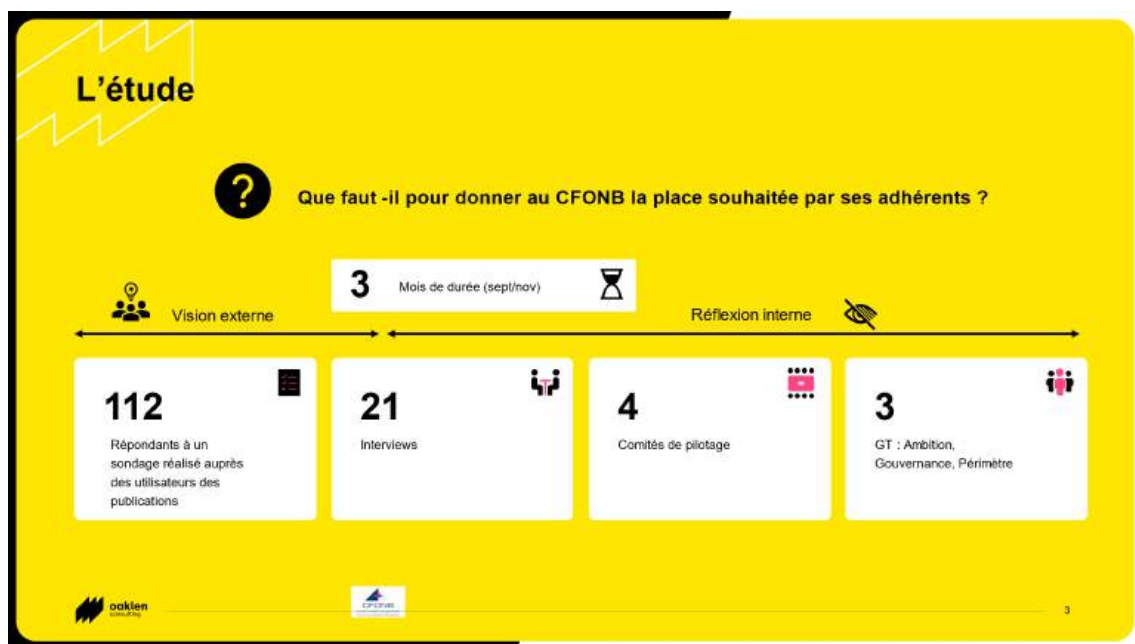 L'étude
?
Que faut -il pour donner au CFONB la place souhaitée par ses adhérents ?
3
Mois de durée (sept/nov)
Vision externe
Réflexion interne
112
Répondants à un
sondage réalisé auprès
des utilisateurs des
publications
21
Interviews
4
Comités de pilotage
3
GT : Ambition,
Gouvernance, Périmètre
oaklen
consulting
CFONB
3